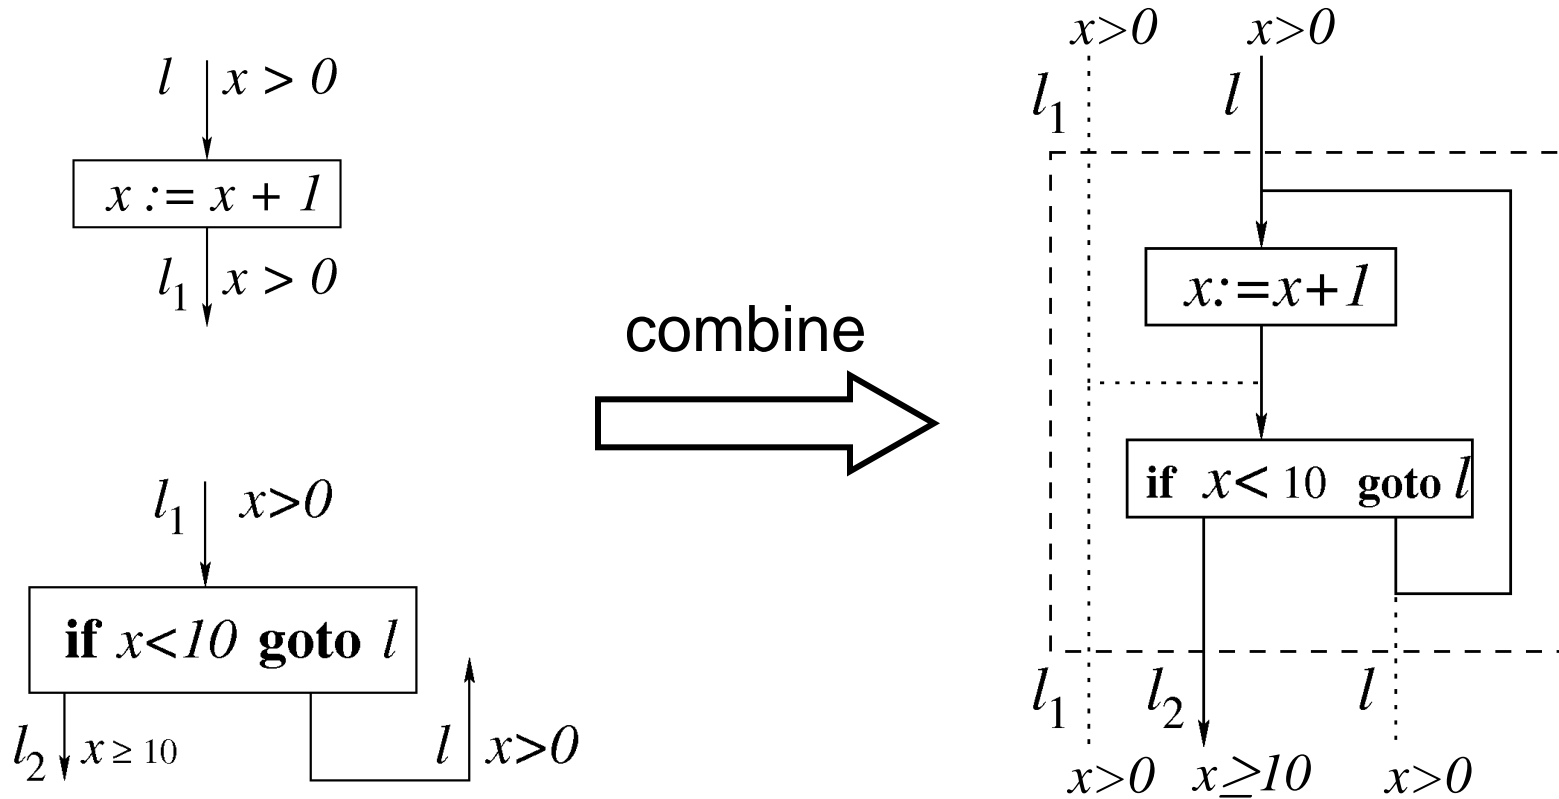 l x > 0
x := x + 1
l1 x > 0
l1 x>0
if x<10 goto l
l2 x ≥ 10
l x>0
combine
x>0 x>0
l1 l
x:=x+1
if x< 10 goto l
l1 l2 l
x>0 x≥10 x>0